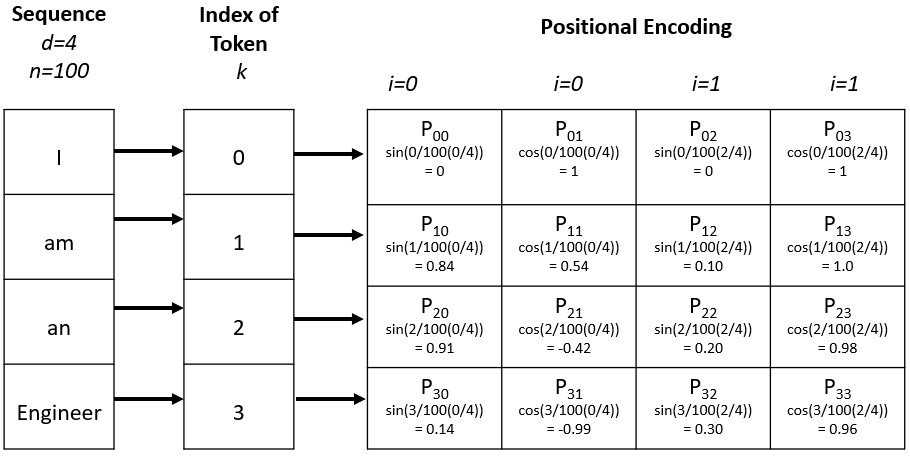 Sequence
d=4
n=100
Index of
Token
k
Positional Encoding
i=0
i=0
i=1
i=1
I
0
P00
sin(0/100(0/4))
= 0
P01
cos(0/100(0/4))
= 1
P02
sin(0/100(2/4))
= 0
P03
cos(0/100(2/4))
= 1
am
1
P10
sin(1/100(0/4))
= 0.84
P11
cos(1/100(0/4))
= 0.54
P12
sin(1/100(2/4))
= 0.10
P13
cos(1/100(2/4))
= 1.0
an
2
P20
sin(2/100(0/4))
= 0.91
P21
cos(2/100(0/4))
= -0.42
P22
sin(2/100(2/4))
= 0.20
P23
cos(2/100(2/4))
= 0.98
Engineer
3
P30
sin(3/100(0/4))
= 0.14
P31
cos(3/100(0/4))
= -0.99
P32
sin(3/100(2/4))
= 0.30
P33
cos(3/100(2/4))
= 0.96